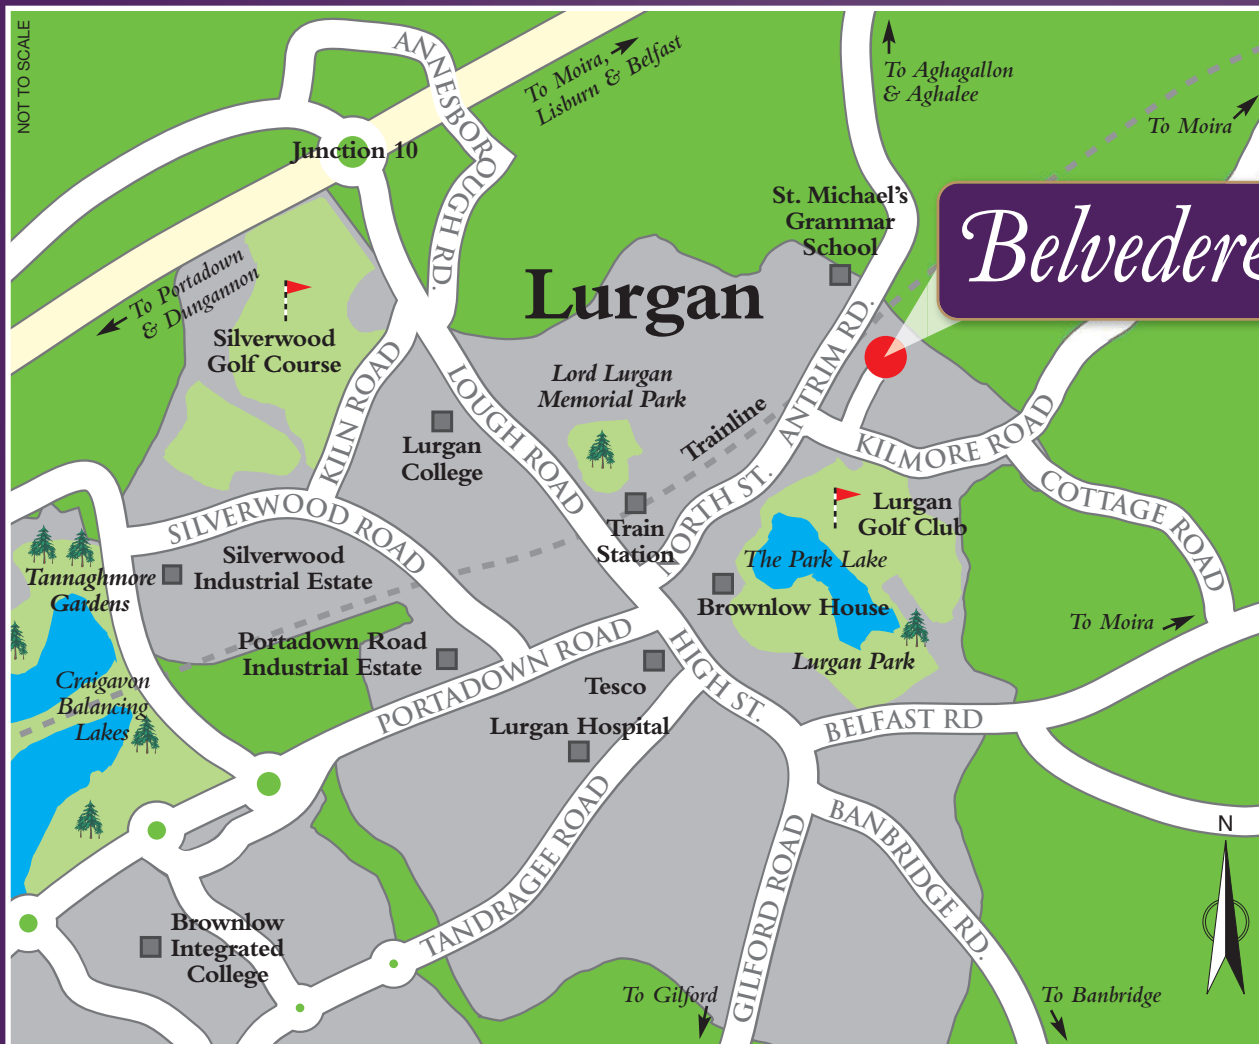 NOT TO SCALE
ANNESBOROUGH RD.
To Moira,
Lisburn & Belfast
To Aghagallon
& Aghalee
To Moira
Junction 10
St. Michael's
Grammar
School
Belvedere
To Portadown
& Dungannon
Lurgan
Silverwood
Golf Course
KILN ROAD
LOUGH ROAD
Lord Lurgan
Memorial Park
Trainline
ANTRIM RD.
KILMORE ROAD
COTTAGE ROAD
Lurgan
College
SILVERWOOD ROAD
Train
Station
NORTH ST.
Lurgan
Golf Club
The Park Lake
Silverwood
Industrial Estate
Tannaghmore
Gardens
Brownlow House
To Moira
Portadown Road
Industrial Estate
PORTADOWN ROAD
Tesco
HIGH ST.
Lurgan Park
Craigavon
Balancing
Lakes
Lurgan Hospital
BELFAST RD
TANDRAGEE ROAD
GILFORD ROAD
BANBRIDGE RD.
N
Brownlow
Integrated
College
To Gilford
To Banbridge